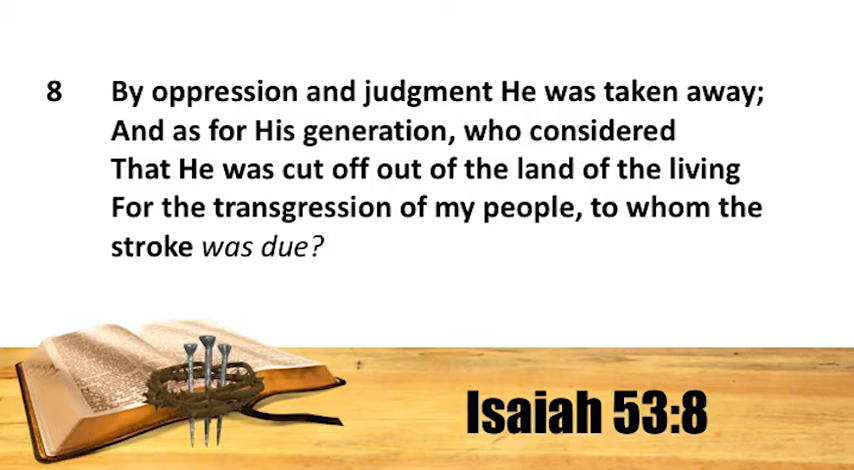 8 By oppression and judgment He was taken away;
And as for His generation, who considered
That He was cut off out of the land of the living
For the transgression of my people, to whom the
stroke was due?
Isaiah 53:8